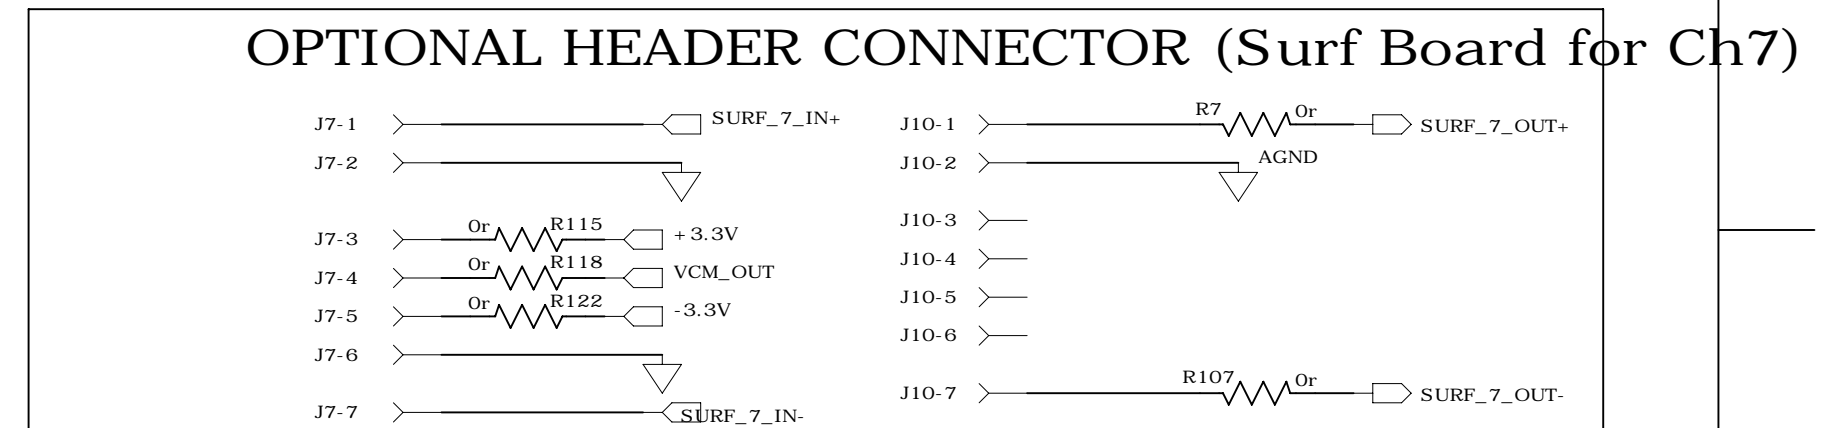 OPTIONAL HEADER CONNECTOR (Surf Board for Ch7)
J7-1 SURF_7_IN+
J7-2
J7-3 0r R115 +3.3V
J7-4 0r R118 VCM_OUT
J7-5 0r R122 -3.3V
J7-6
J7-7 SURF_7_IN-
J10-1 R7 0r SURF_7_OUT+
J10-2 AGND
J10-3
J10-4
J10-5
J10-6
J10-7 R107 0r SURF_7_OUT-